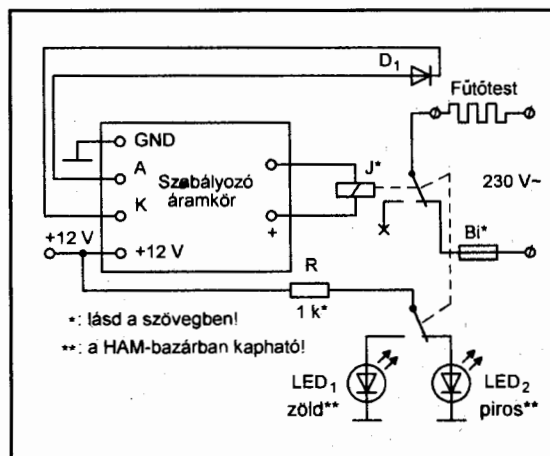 D1
Fűtőtest
GND
A
Szabályozó
áramkör
J*
K
230 V~
+
Bi*
+12 V
+12 V
R
1 k*
*: lásd a szövegben!
**: a HAM-bazárban kapható!
LED1
zöld**
LED2
piros**